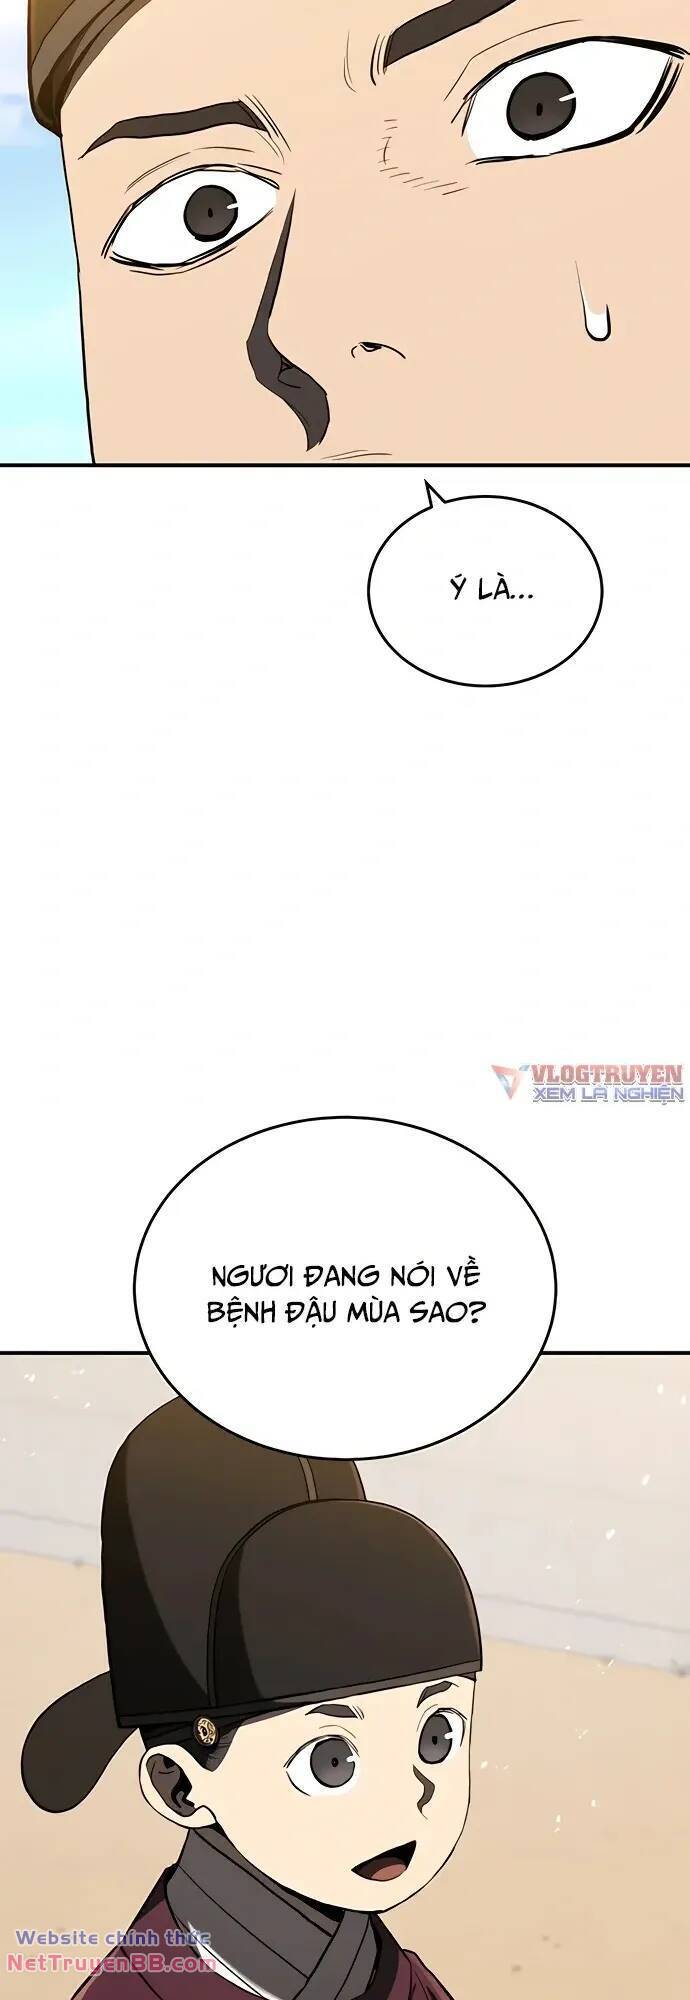 Ý LÀ...
VLOGTRUYEN
XEM LÀ NGHIỆN
NGƯƠI ĐANG NÓI VỀ
BỆNH ĐẬU MÙA SAO?
Website chính thức
NetTruyenBB.com